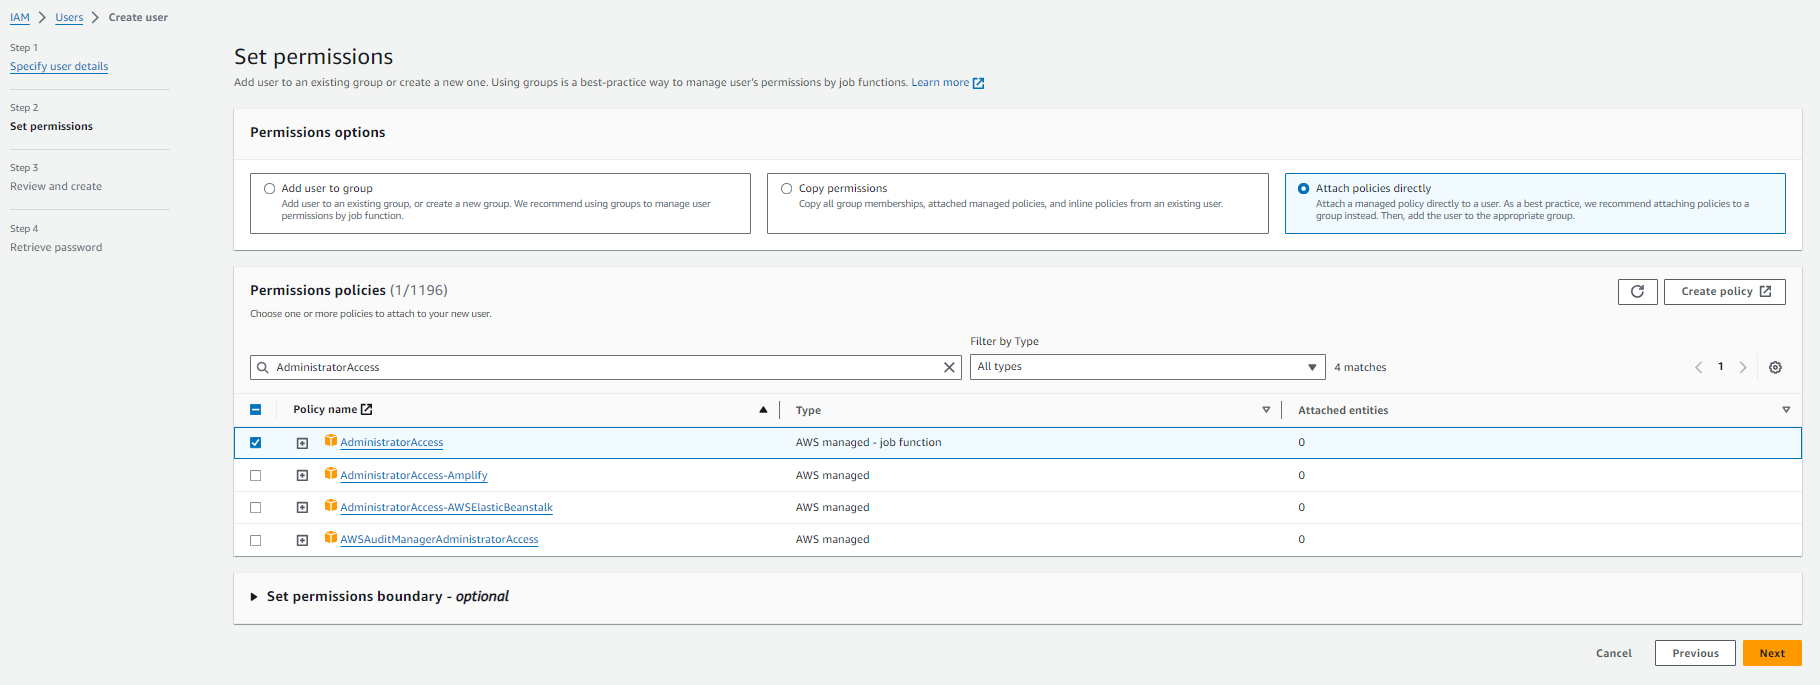 IAM > Users > Create user
Step 1
Specify user details
Step 2
Set permissions
Step 3
Review and create
Step 4
Retrieve password
Set permissions
Add user to an existing group or create a new one. Using groups is a best-practice way to manage user's permissions by job functions. Learn more
Permissions options
Add user to group
Add user to an existing group, or create a new group. We recommend using groups to manage user
permissions by job function.
Copy permissions
Copy all group memberships, attached managed policies, and inline policies from an existing user.
Attach policies directly
Attach a managed policy directly to a user. As a best practice, we recommend attaching policies to a
group instead. Then, add the user to the appropriate group.
Permissions policies (1/1196)
Create policy
Choose one or more policies to attach to your new user.
Filter by Type
AdministratorAccess
All types
4 matches
1
Policy name Type Attached entities
AdministratorAccess AWS managed - job function 0
AdministratorAccess-Amplify AWS managed 0
AdministratorAccess-AWSElasticBeanstalk AWS managed 0
AWSAuditManagerAdministratorAccess AWS managed 0
Set permissions boundary - optional
Cancel Previous Next